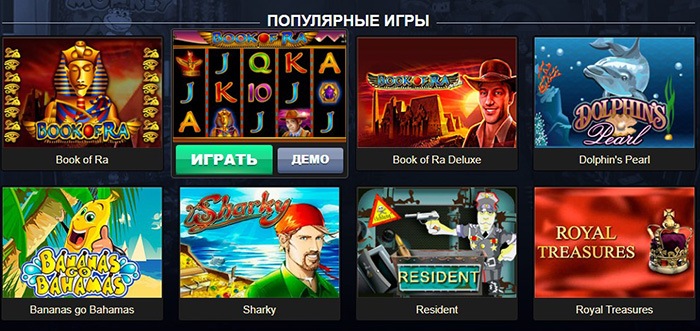 ПОПУЛЯРНЫЕ ИГРЫ
BOOK OF RA
Book of Ra
BOOK OF RA
A Q K A
K J 10 J
A
ИГРАТЬ
ДЕМО
BOOK OF RA
Book of Ra Deluxe
DOLPHIN'S
Pearl
Dolphin's Pearl
BANANAS
GO
BAHAMAS
Bananas go Bahamas
Sharky
Sharky
RESIDENT
Resident
ROYAL
TREASURES
Royal Treasures